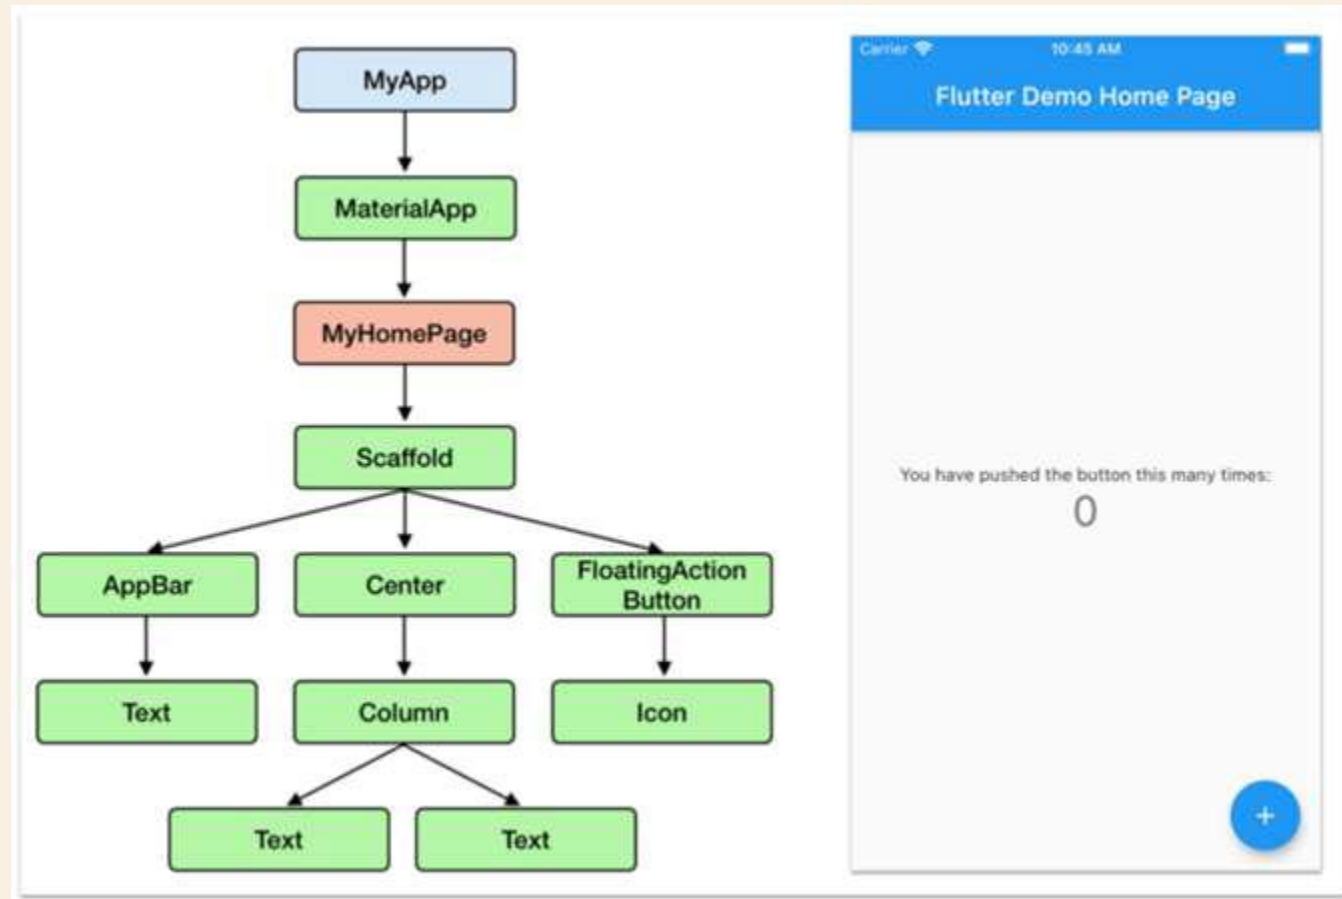 MyApp
MaterialApp
MyHomePage
Scaffold
AppBar
Center
FloatingAction
Button
Text
Column
Icon
Text
Text
Carrier
10:45 AM
Flutter Demo Home Page
You have pushed the button this many times:
0
+